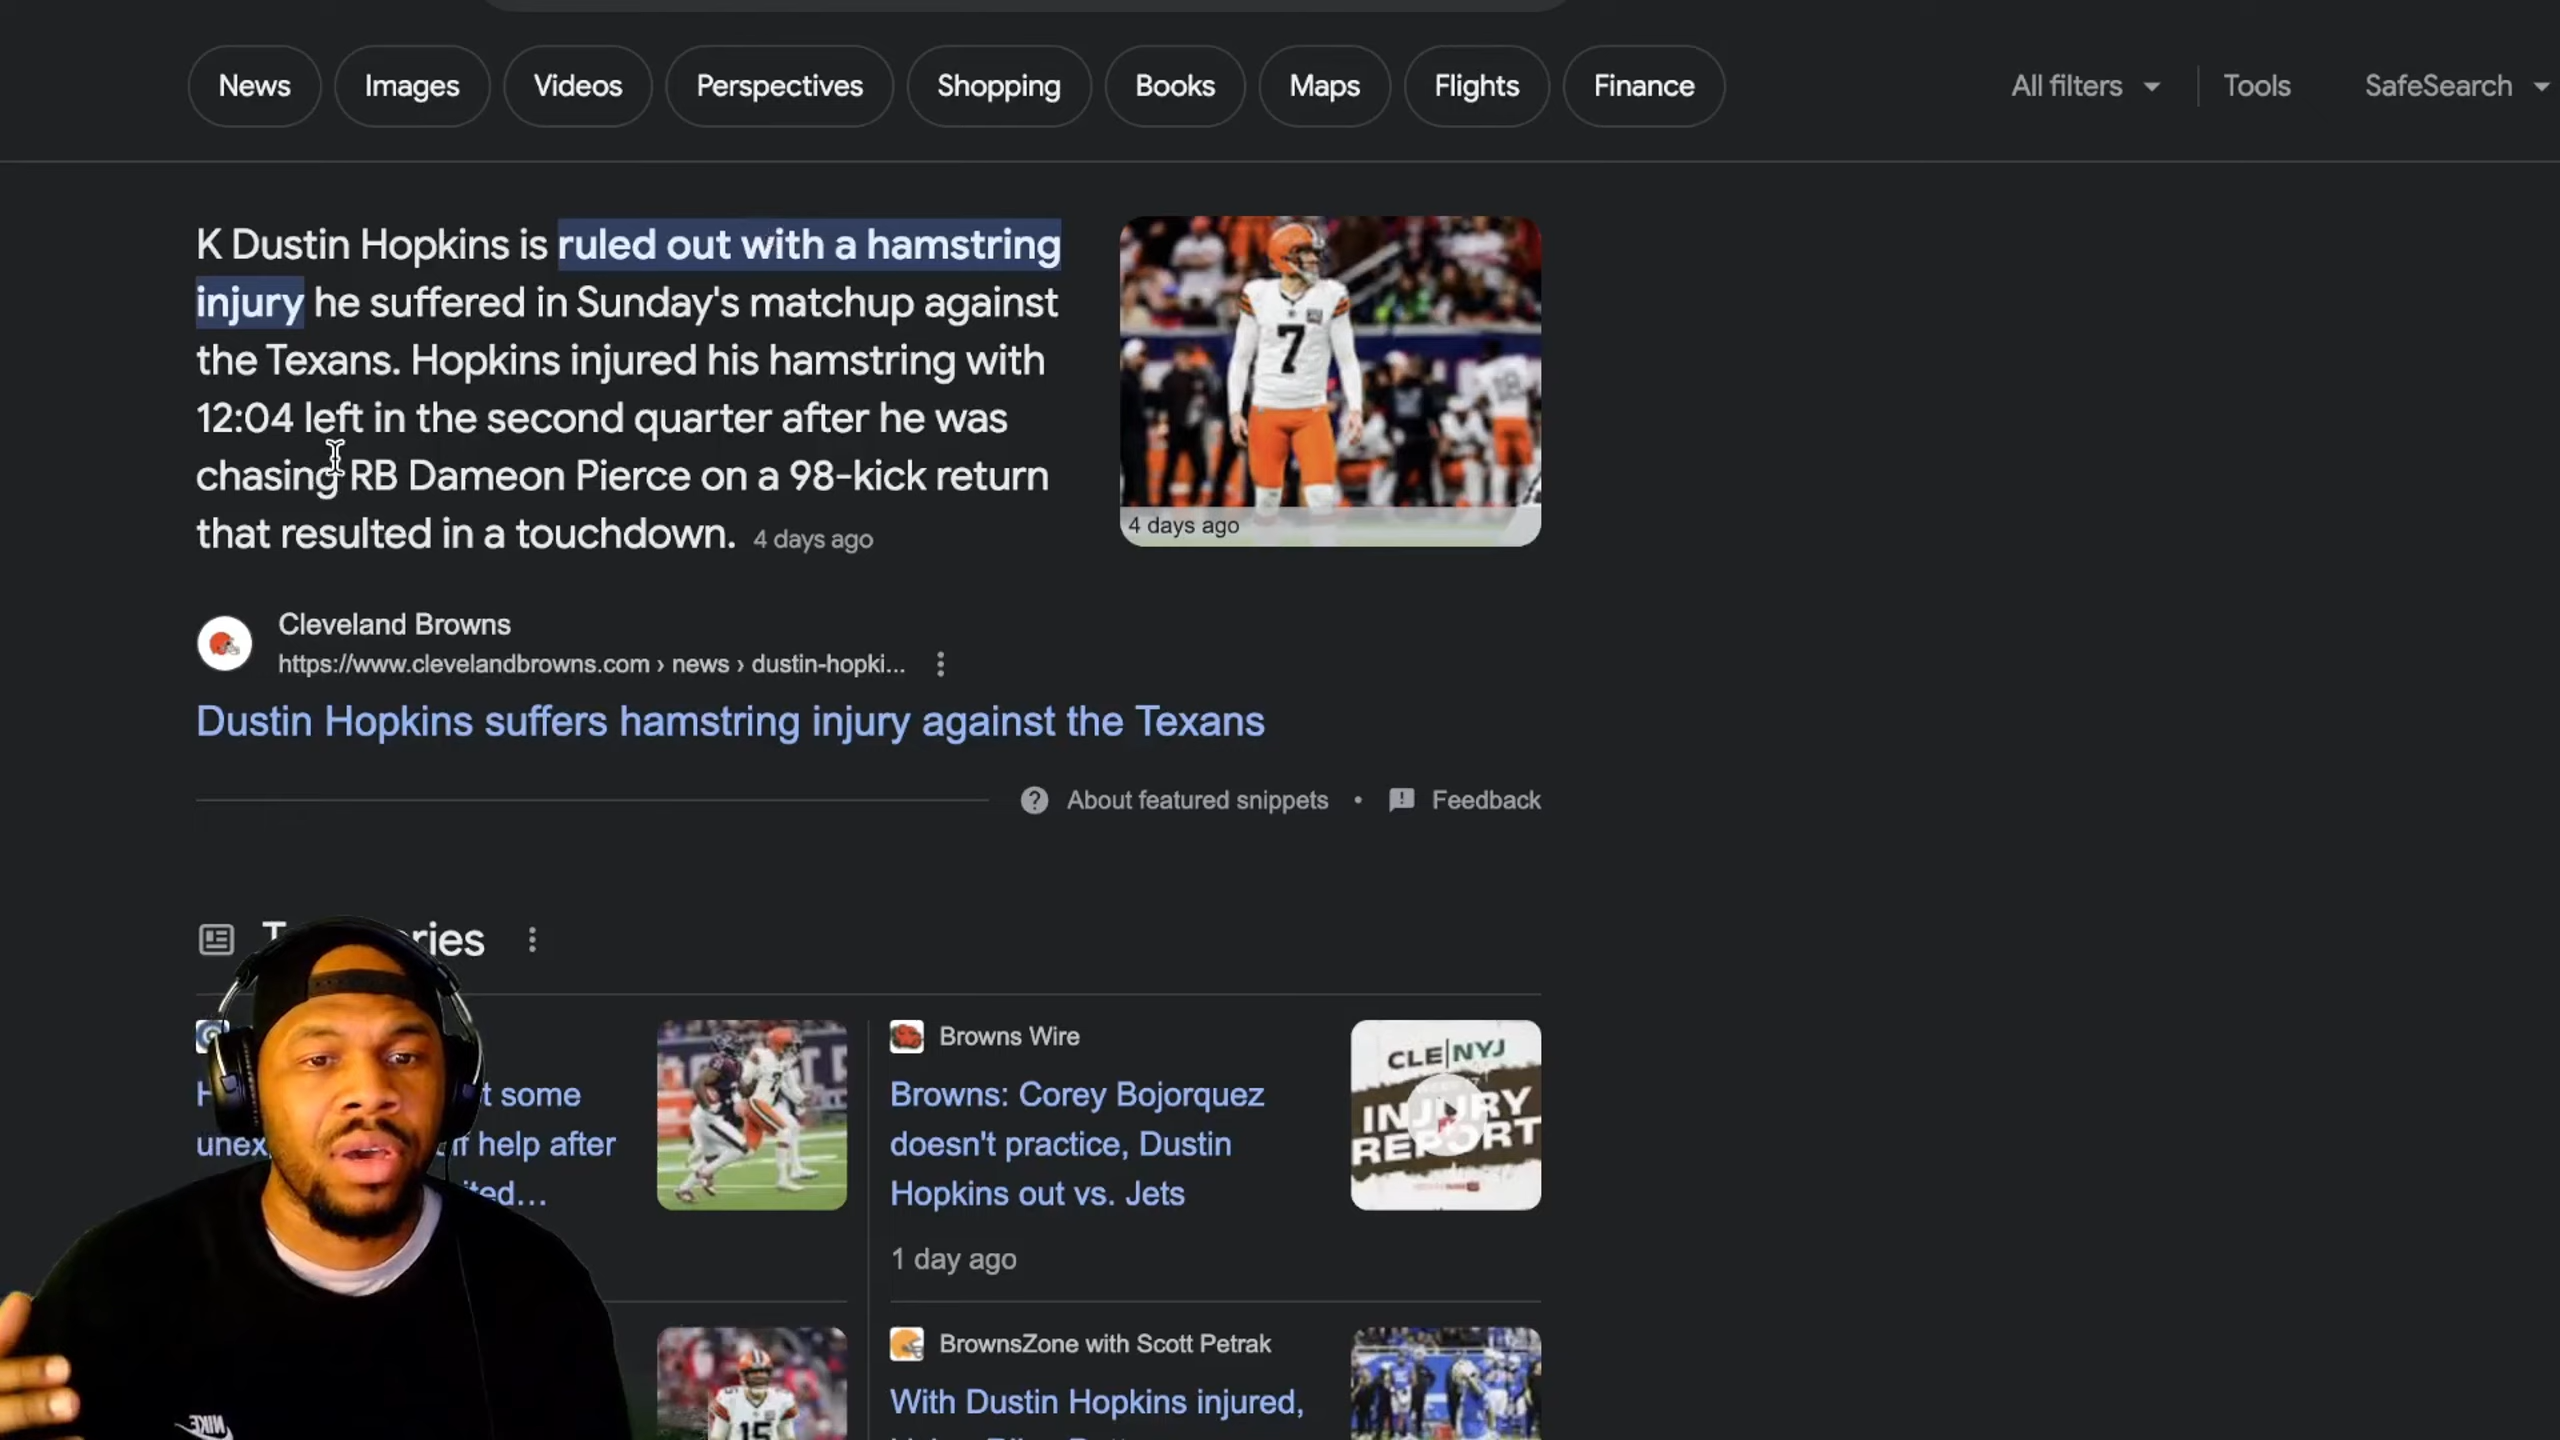 News Images Videos Perspectives Shopping Books Maps Flights Finance All filters Tools SafeSearch
K Dustin Hopkins is ruled out with a hamstring
injury he suffered in Sunday's matchup against
the Texans. Hopkins injured his hamstring with
12:04 left in the second quarter after he was
chasing RB Dameon Pierce on a 98-kick return
that resulted in a touchdown. 4 days ago
7
4 days ago
Cleveland Browns
https://www.clevelandbrowns.com › news › dustin-hopki...
Dustin Hopkins suffers hamstring injury against the Texans
About featured snippets • Feedback
some
help after
Browns Wire
Browns: Corey Bojorquez
doesn't practice, Dustin
Hopkins out vs. Jets
1 day ago
CLE|NYJ
INJURY
REPORT
BrownsZone with Scott Petrak
With Dustin Hopkins injured,
15
NIKE